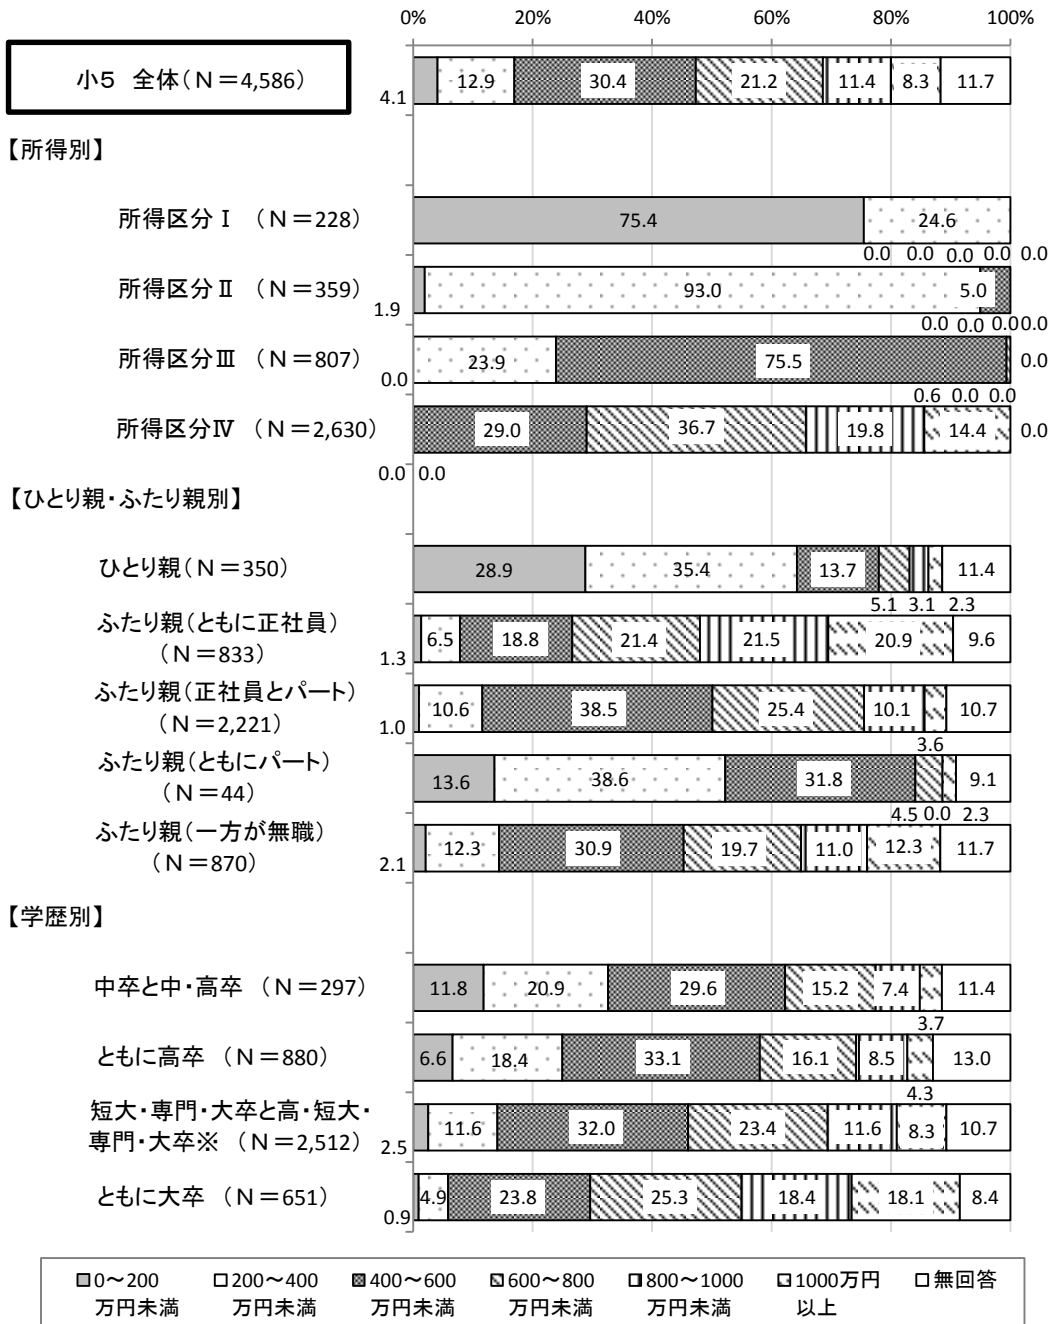 0% 20% 40% 60% 80% 100%
小5 全体(N=4,586)
4.1 12.9 30.4 21.2 11.4 8.3 11.7
【所得別】
所得区分Ⅰ (N=228)
75.4 24.6
0.0 0.0 0.0 0.0 0.0
所得区分Ⅱ (N=359)
1.9 93.0 5.0
0.0 0.0 0.0 0.0
所得区分Ⅲ (N=807)
0.0 23.9 75.5 0.0
0.6 0.0 0.0
所得区分Ⅳ (N=2,630)
29.0 36.7 19.8 14.4 0.0
0.0 0.0
【ひとり親・ふたり親別】
ひとり親(N=350)
28.9 35.4 13.7 11.4
5.1 3.1 2.3
ふたり親(ともに正社員)
(N=833)
1.3 6.5 18.8 21.4 21.5 20.9 9.6
ふたり親(正社員とパート)
(N=2,221)
1.0 10.6 38.5 25.4 10.1 10.7
3.6
ふたり親(ともにパート)
(N=44)
13.6 38.6 31.8 9.1
4.5 0.0 2.3
ふたり親(一方が無職)
(N=870)
2.1 12.3 30.9 19.7 11.0 12.3 11.7
【学歴別】
中卒と中・高卒 (N=297)
11.8 20.9 29.6 15.2 7.4 11.4
3.7
ともに高卒 (N=880)
6.6 18.4 33.1 16.1 8.5 13.0
4.3
短大・専門・大卒と高・短大・
専門・大卒※ (N=2,512)
2.5 11.6 32.0 23.4 11.6 8.3 10.7
ともに大卒 (N=651)
0.9 4.9 23.8 25.3 18.4 18.1 8.4
0～200 200～400 400～600 600～800 800～1000 1000万円 無回答
万円未満 万円未満 万円未満 万円未満 万円未満 以上